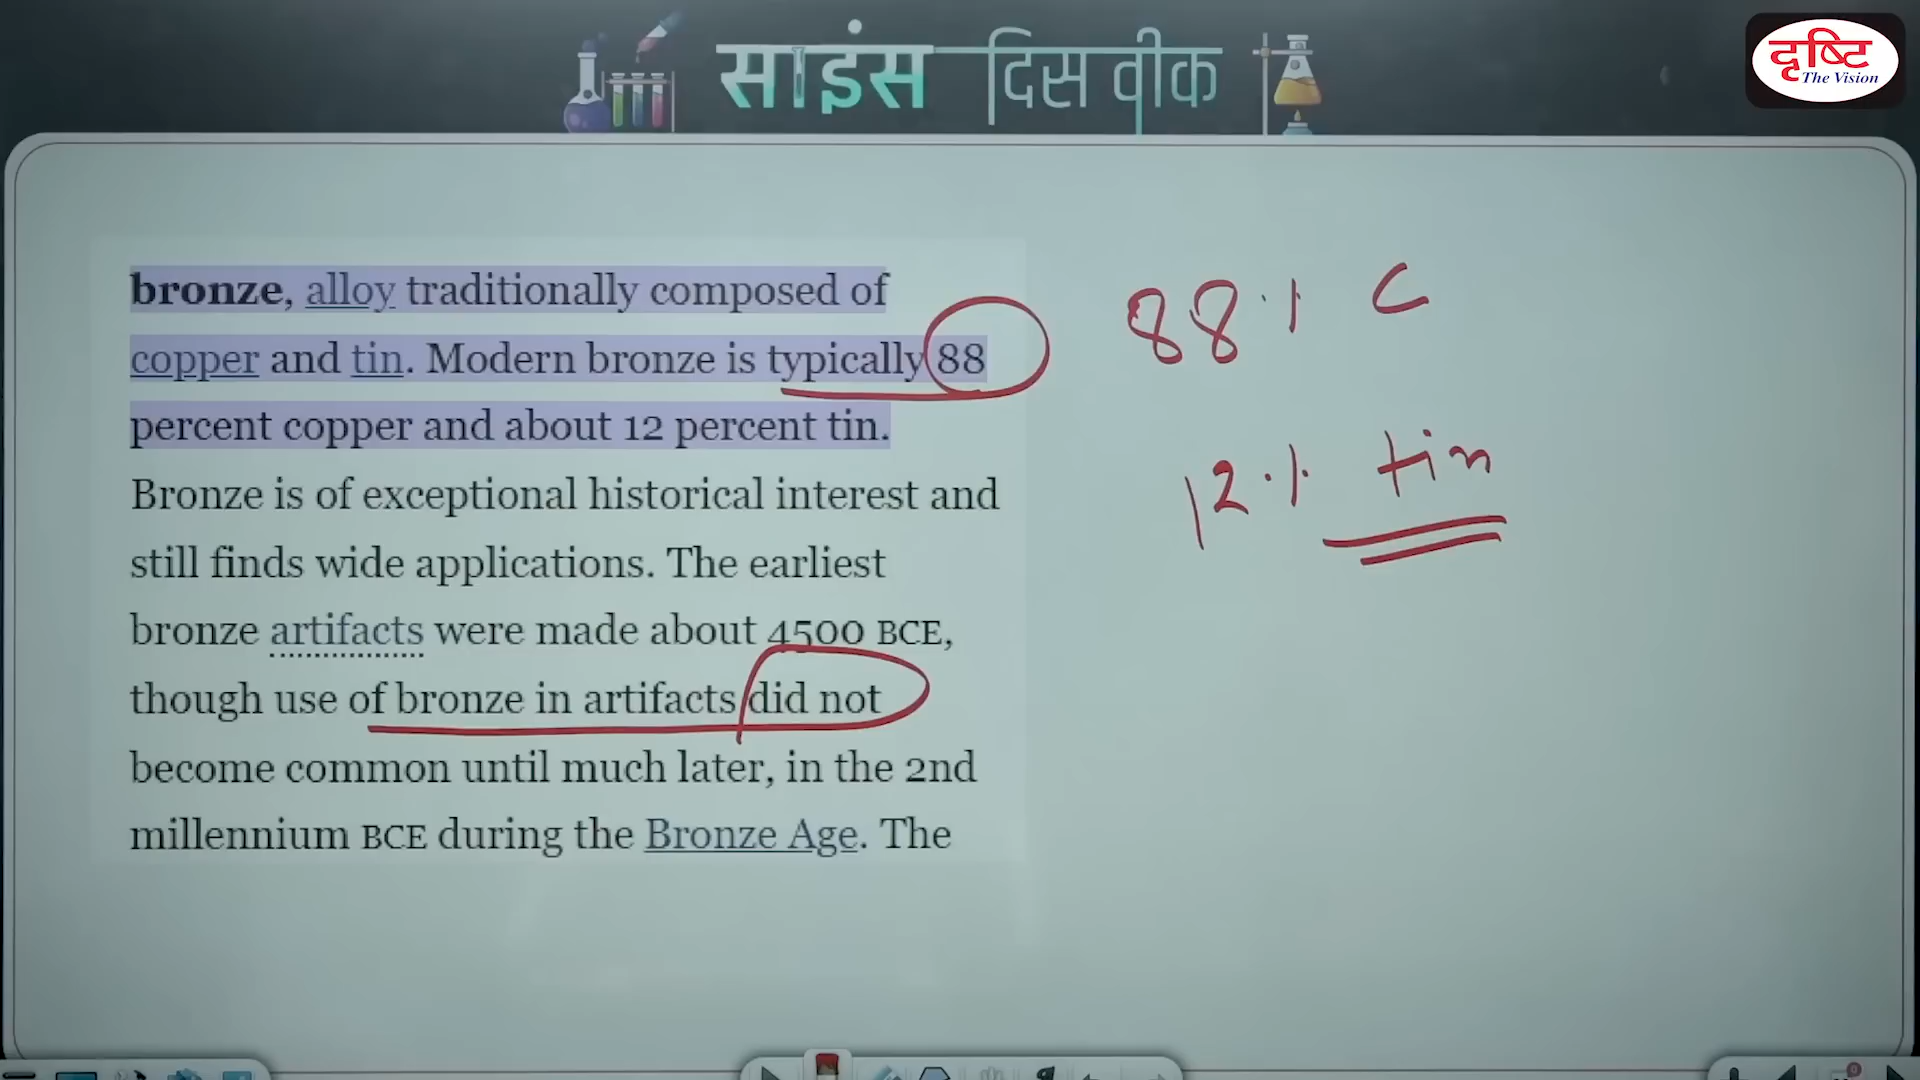 साइंस दिस वीक
दृष्टि
The Vision
bronze, alloy traditionally composed of
copper and tin. Modern bronze is typically 88
percent copper and about 12 percent tin.
Bronze is of exceptional historical interest and
still finds wide applications. The earliest
bronze artifacts were made about 4500 BCE,
though use of bronze in artifacts did not
become common until much later, in the 2nd
millennium BCE during the Bronze Age. The
88% C
12% tin